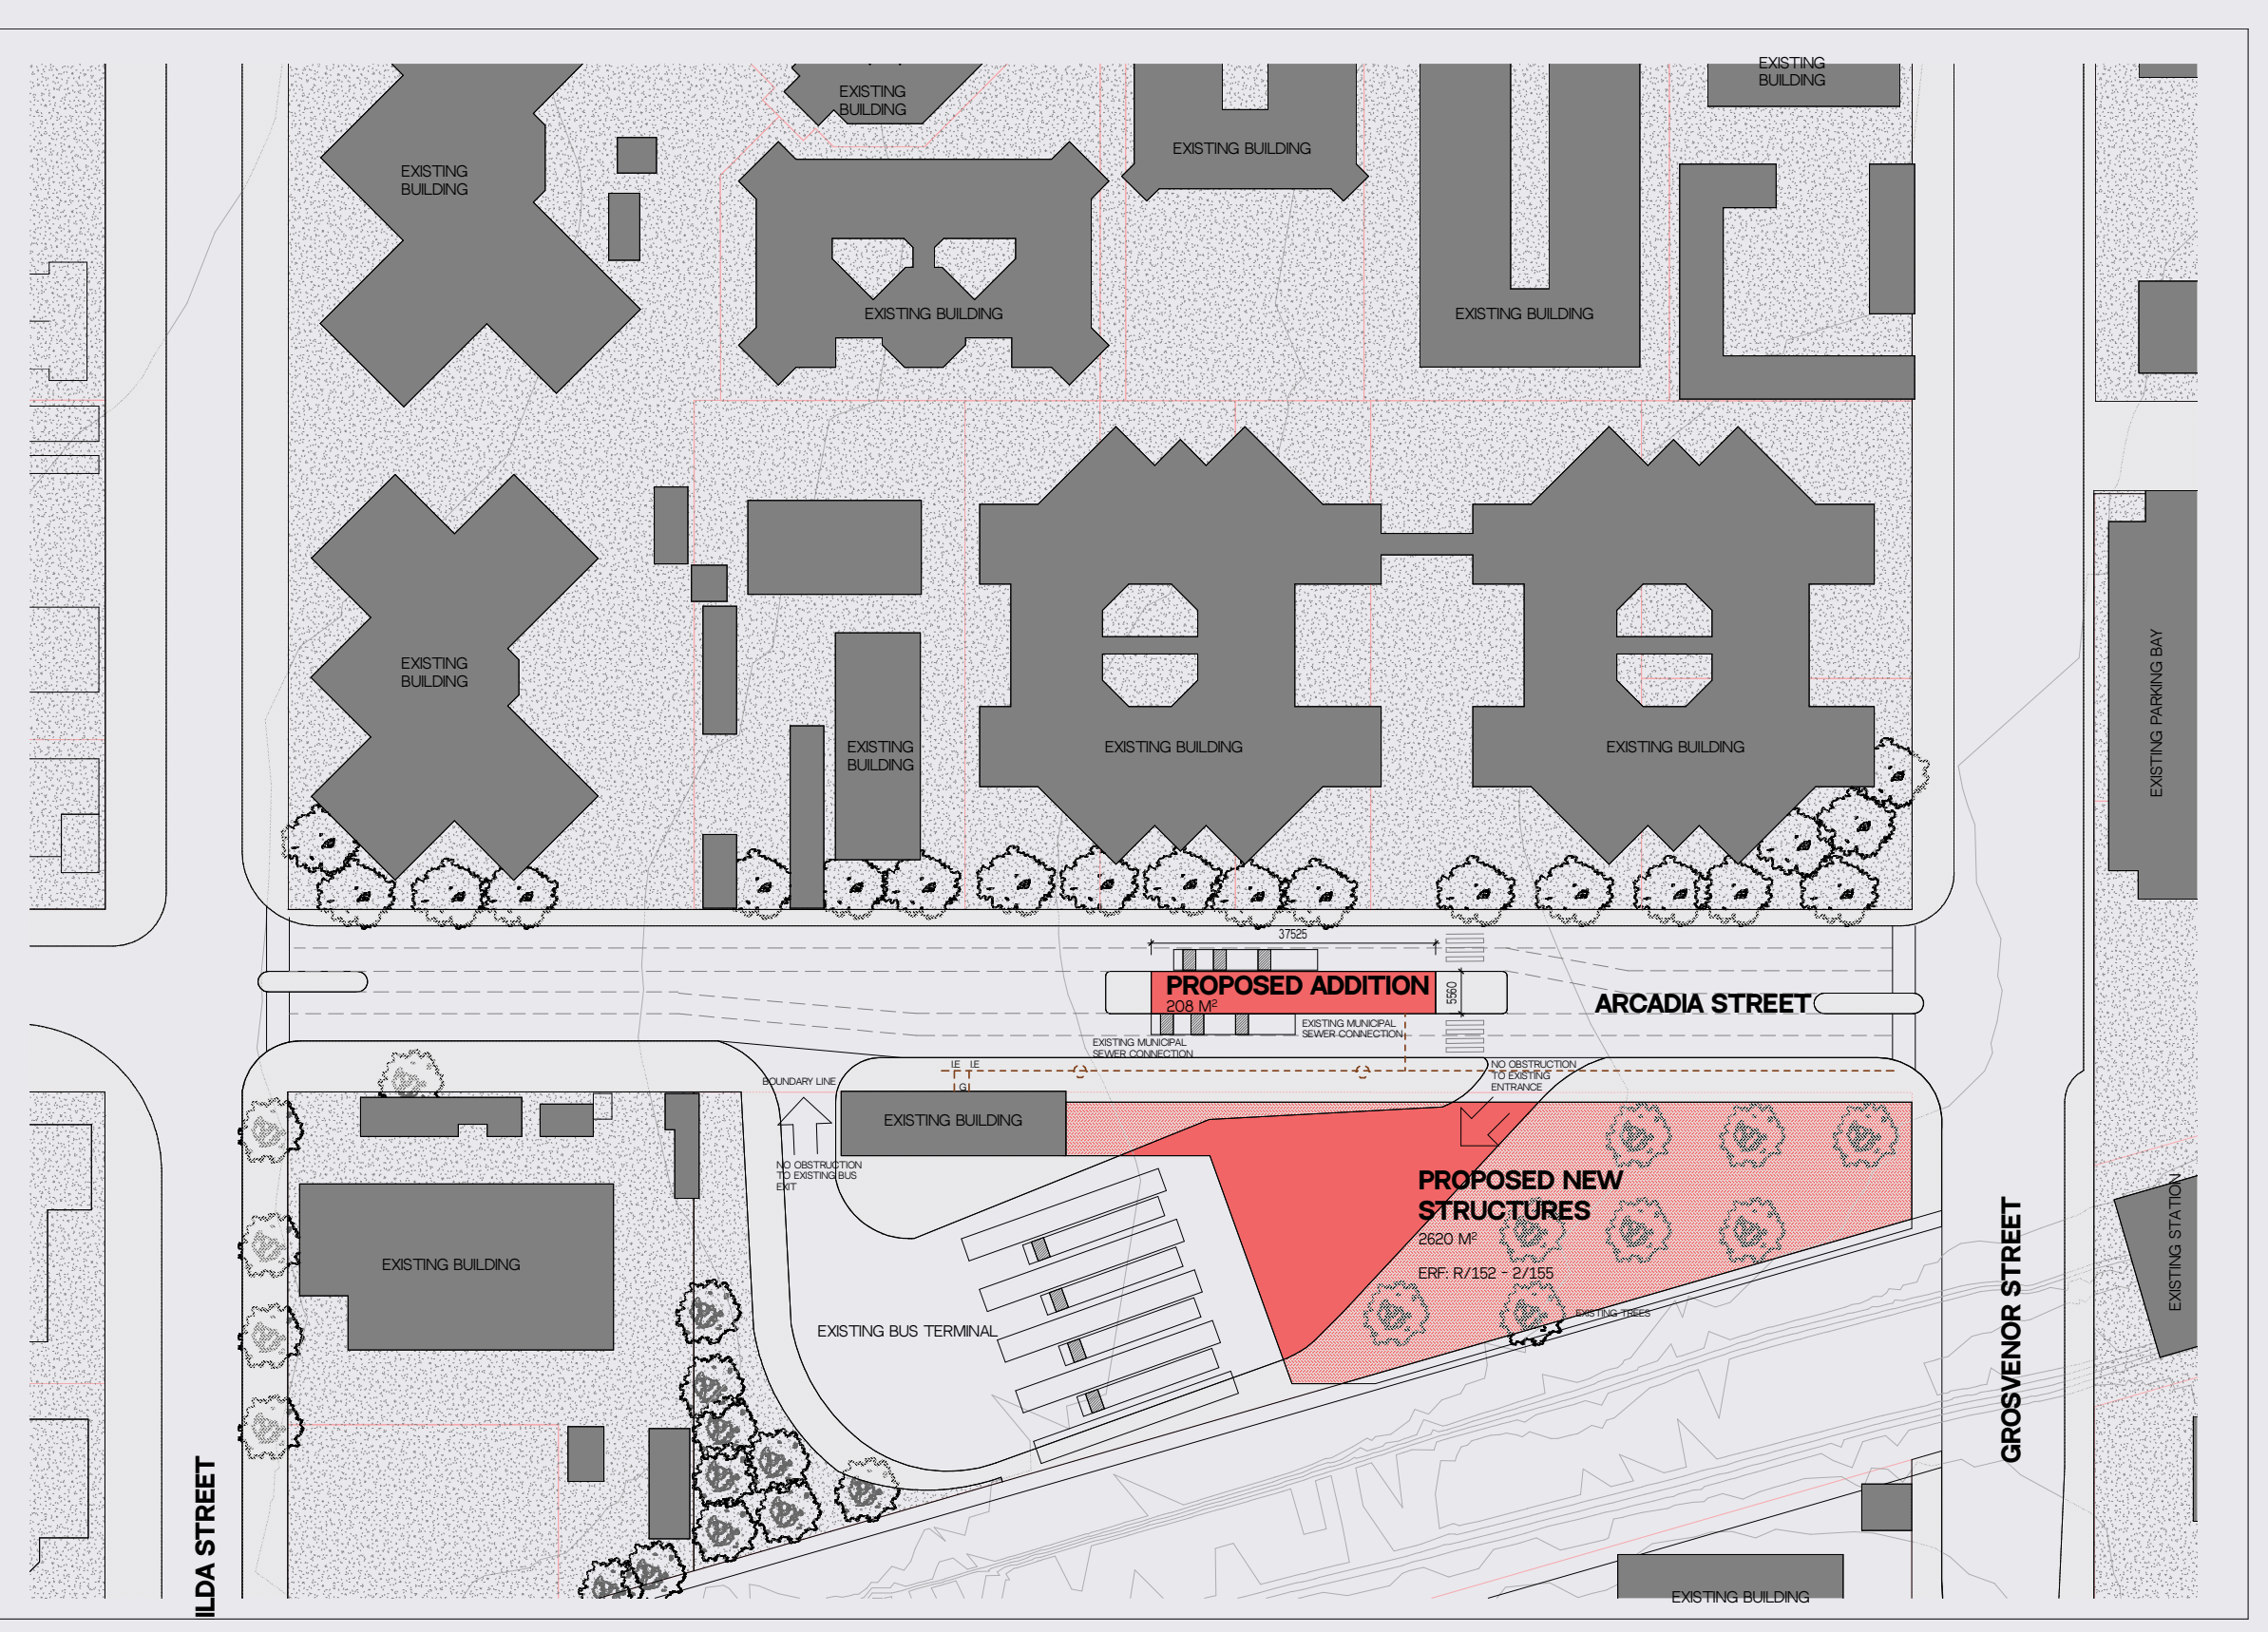 EXISTING
BUILDING
EXISTING
BUILDING
EXISTING BUILDING
EXISTING
BUILDING
EXISTING BUILDING
EXISTING BUILDING
EXISTING
BUILDING
EXISTING
BUILDING
EXISTING BUILDING
EXISTING BUILDING
EXISTING PARKING BAY
37525
PROPOSED ADDITION
208 M²
5560
ARCADIA STREET
EXISTING MUNICIPAL
SEWER CONNECTION
EXISTING MUNICIPAL
SEWER CONNECTION
I.E I.E
G
BOUNDARY LINE
NO OBSTRUCTION
TO EXISTING
ENTRANCE
EXISTING BUILDING
NO OBSTRUCTION
TO EXISTING BUS
EXIT
PROPOSED NEW
STRUCTURES
2620 M²
ERF: R/152 - 2/155
EXISTING TREES
EXISTING BUILDING
EXISTING BUS TERMINAL
EXISTING STATION
GROSVENOR STREET
ILDA STREET
EXISTING BUILDING